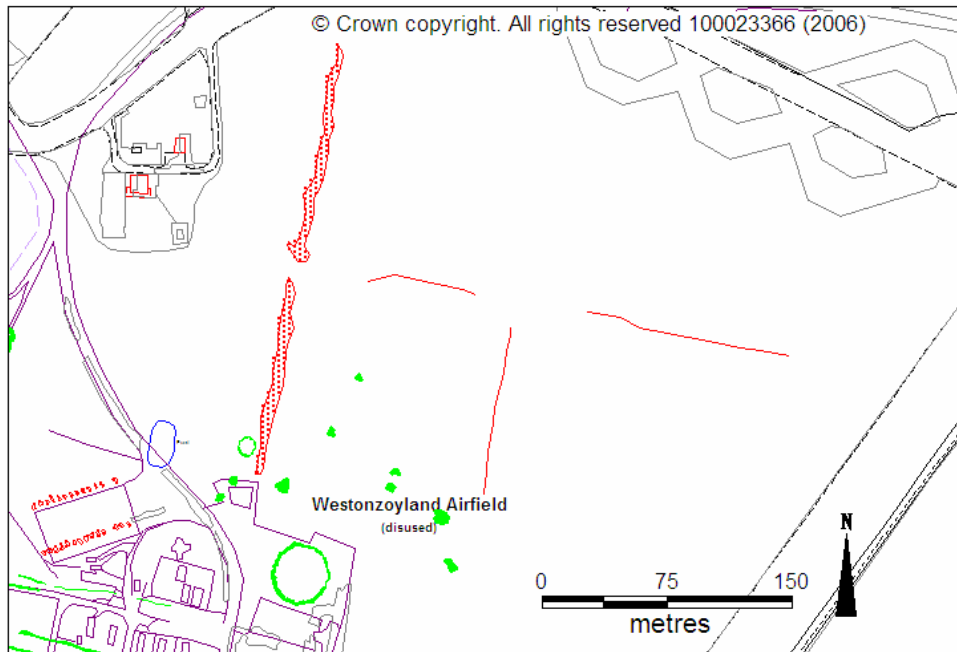 © Crown copyright. All rights reserved 100023366 (2006)
Westonzoyland Airfield
(disused)
N
0 75 150
metres